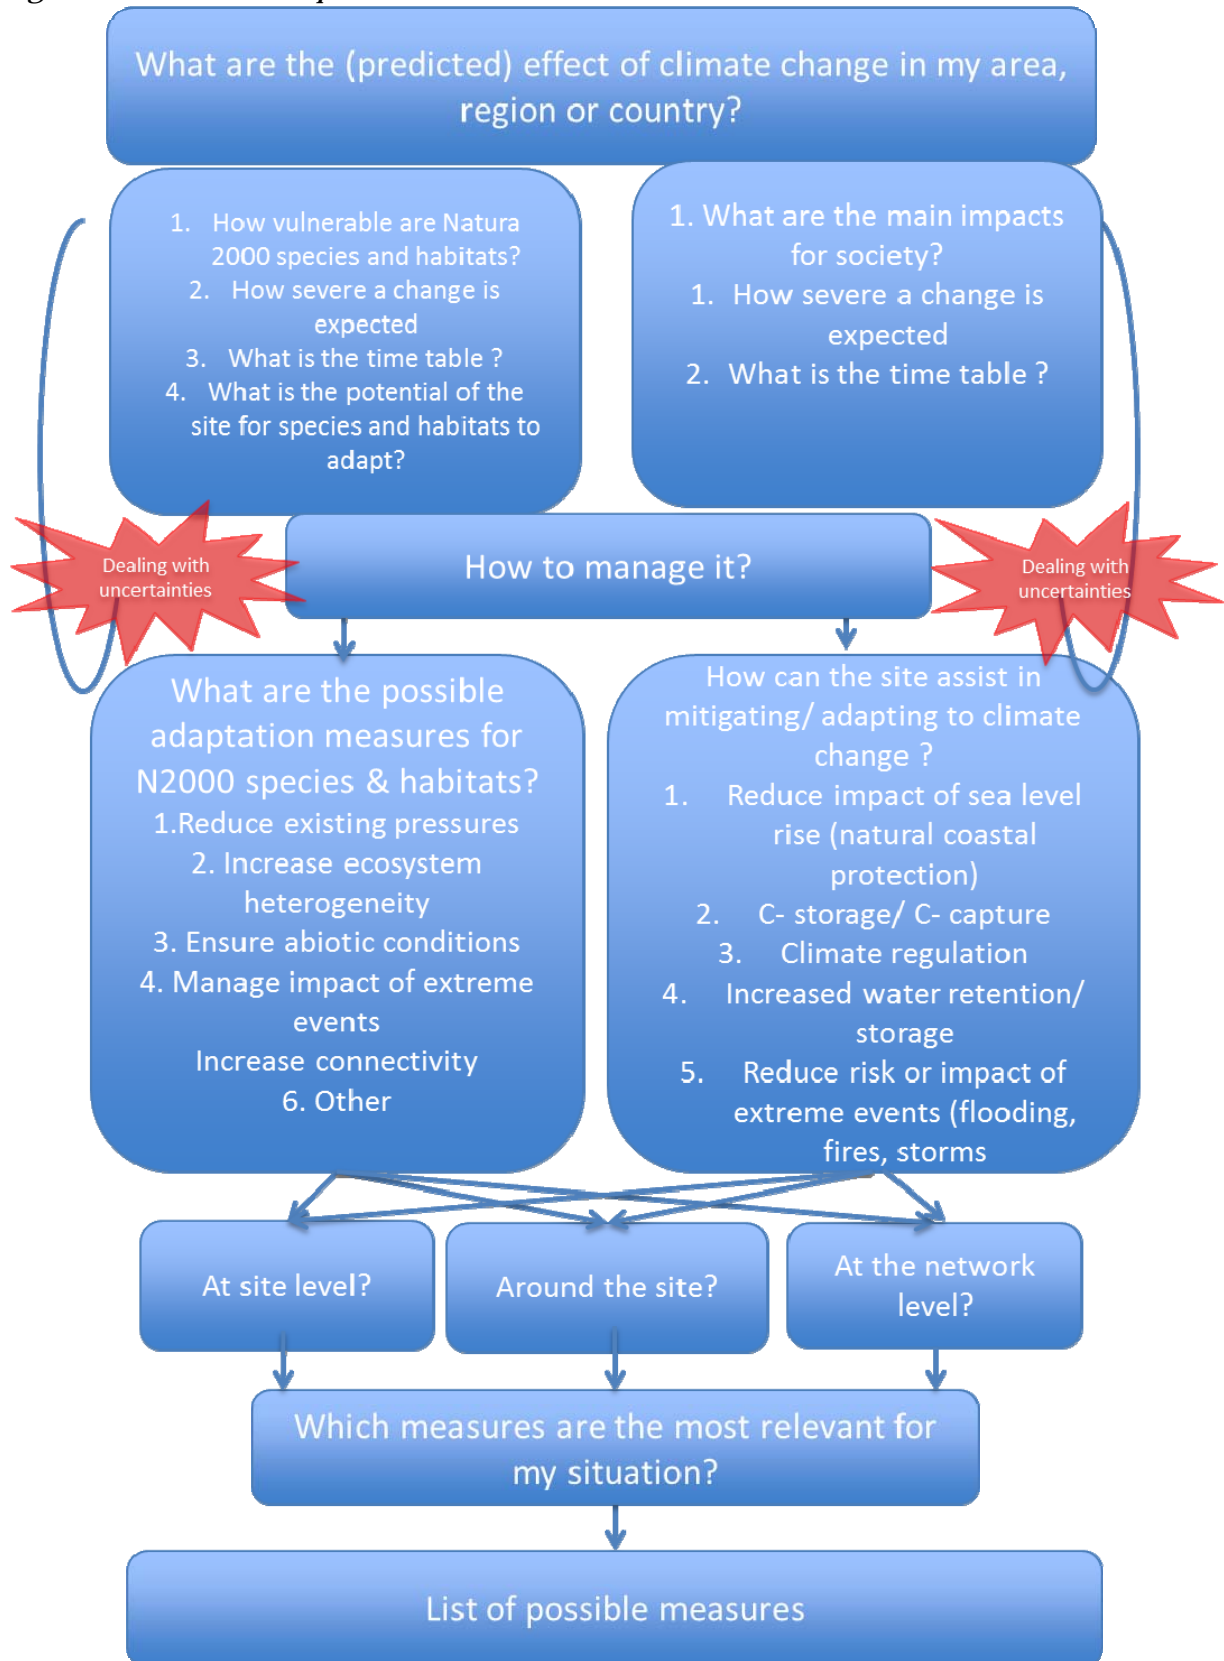 What are the (predicted) effect of climate change in my area,
region or country?
1. How vulnerable are Natura
2000 species and habitats?
2. How severe a change is
expected
3. What is the time table ?
4. What is the potential of the
site for species and habitats to
adapt?
1. What are the main impacts
for society?
1. How severe a change is
expected
2. What is the time table ?
Dealing with
uncertainties
How to manage it?
Dealing with
uncertainties
What are the possible
adaptation measures for
N2000 species & habitats?
1.Reduce existing pressures
2. Increase ecosystem
heterogeneity
3. Ensure abiotic conditions
4. Manage impact of extreme
events
Increase connectivity
6. Other
How can the site assist in
mitigating/ adapting to climate
change ?
1. Reduce impact of sea level
rise (natural coastal
protection)
2. C- storage/ C- capture
3. Climate regulation
4. Increased water retention/
storage
5. Reduce risk or impact of
extreme events (flooding,
fires, storms
At site level?
Around the site?
At the network
level?
Which measures are the most relevant for
my situation?
List of possible measures